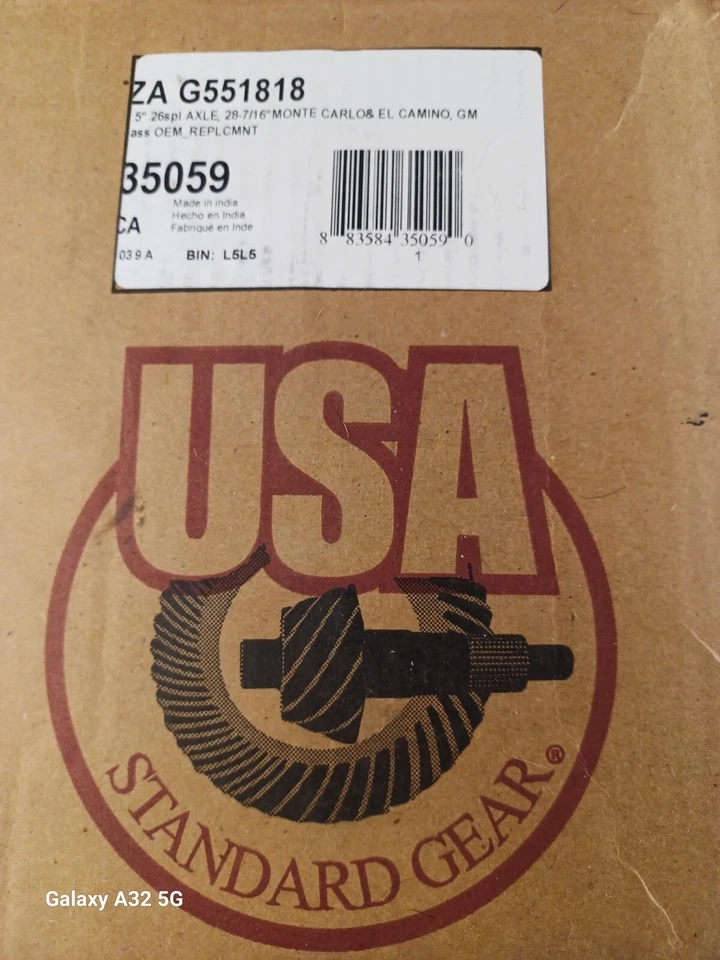 ZA G551818
5" 26spl AXLE, 28-7/16"MONTE CARLO& EL CAMINO, GM
ass OEM_REPLCMNT
35059
Made in india
Hecho en India
Fabriqué en Inde
CA
039A BIN: L5L5
8 83584 35059 0
1
USA
STANDARD GEAR®
Galaxy A32 5G